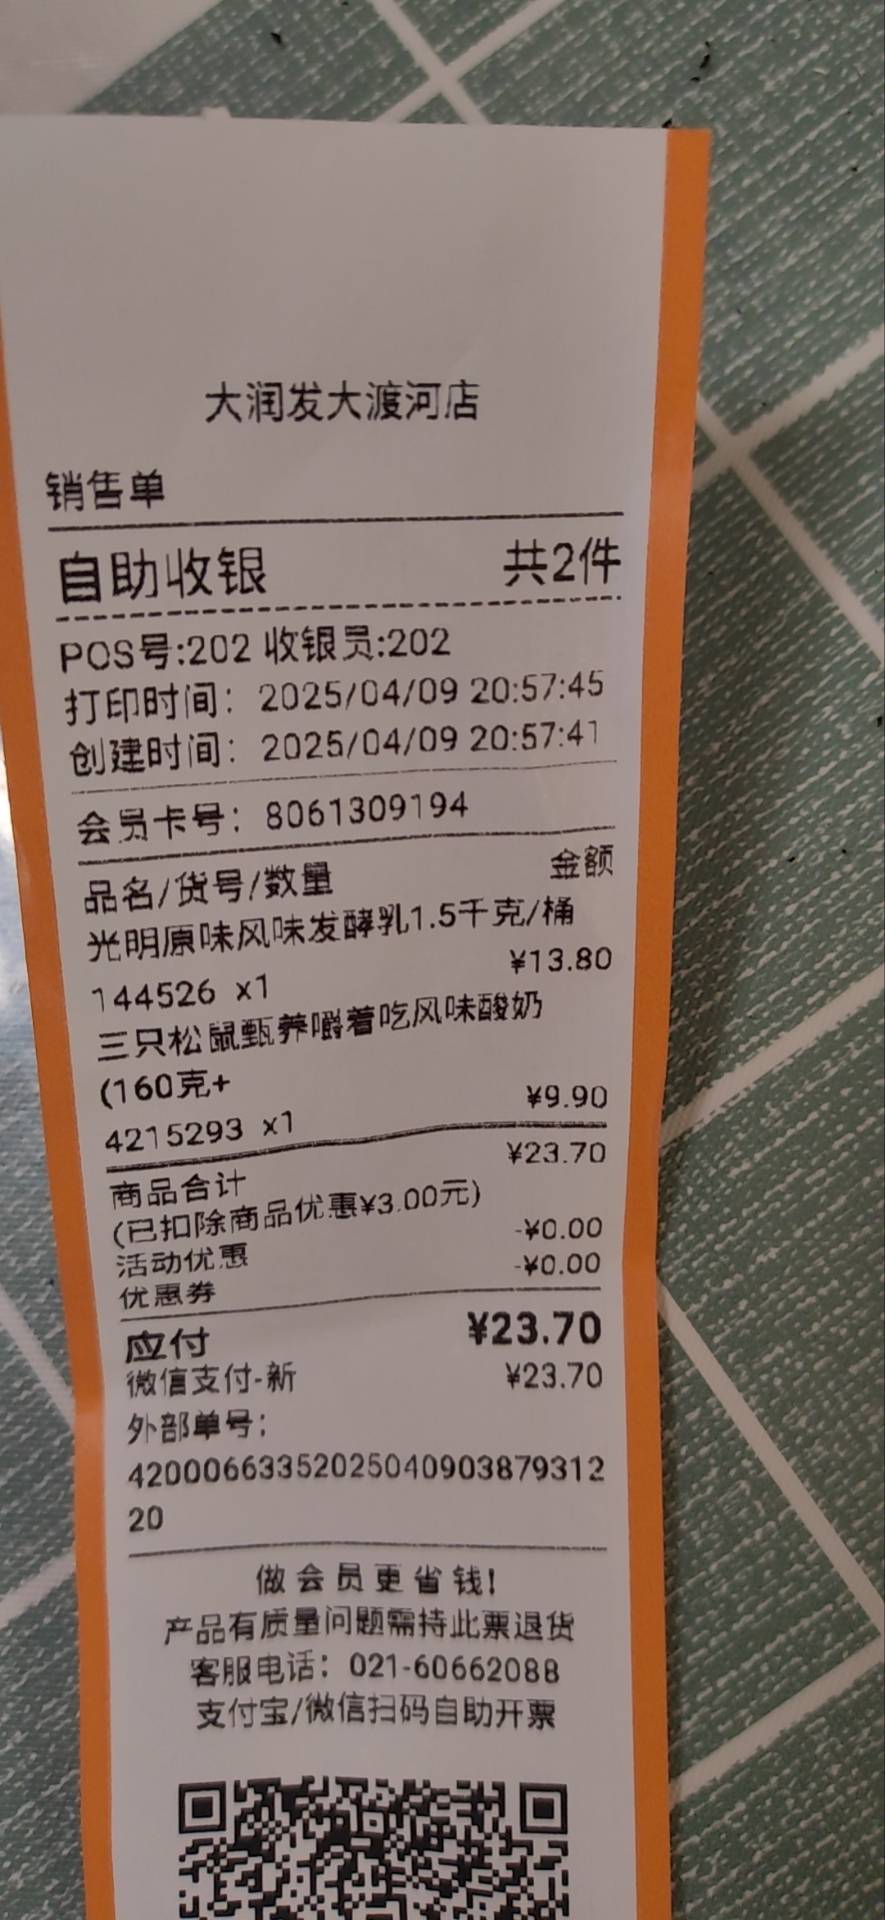 大润发大渡河店
销售单
自助收银 共2件
POS号:202 收银员:202
打印时间：2025/04/09 20:57:45
创建时间：2025/04/09 20:57:41
会员卡号：8061309194
品名/货号/数量 金额
光明原味风味发酵乳1.5千克/桶
144526 x1 ¥13.80
三只松鼠甄养嚼着吃风味酸奶
(160克+
4215293 x1 ¥9.90
商品合计 ¥23.70
(已扣除商品优惠¥3.00元)
活动优惠 -¥0.00
优惠券 -¥0.00
应付 ¥23.70
微信支付-新 ¥23.70
外部单号：
42000663352025040903879312
20
做会员更省钱!
产品有质量问题需持此票退货
客服电话：021-60662088
支付宝/微信扫码自助开票